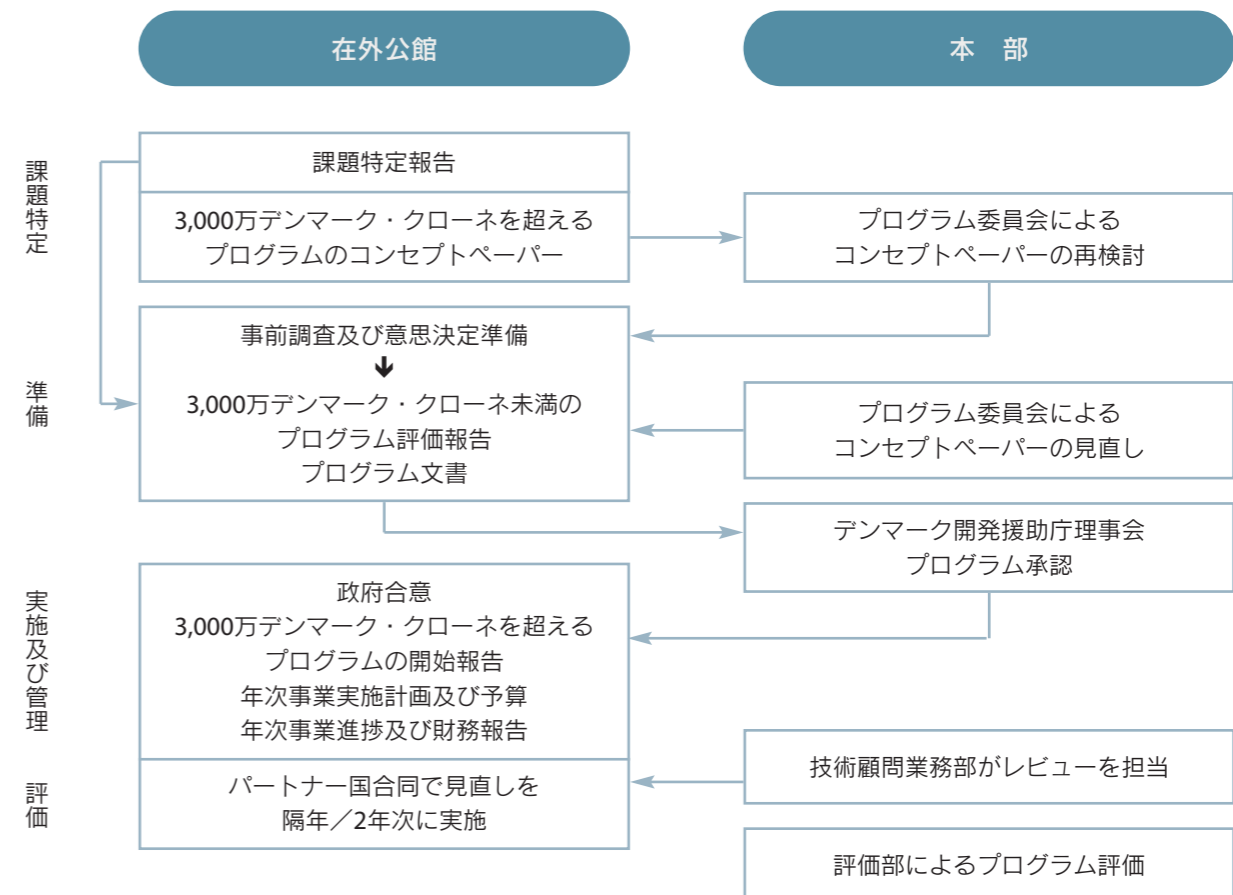 在外公館
本 部
課題特定
課題特定報告
3,000万デンマーク・クローネを超える
プログラムのコンセプトペーパー
プログラム委員会による
コンセプトペーパーの再検討
準備
事前調査及び意思決定準備
↓
3,000万デンマーク・クローネ未満の
プログラム評価報告
プログラム文書
プログラム委員会による
コンセプトペーパーの見直し
デンマーク開発援助庁理事会
プログラム承認
実施及び管理
政府合意
3,000万デンマーク・クローネを超える
プログラムの開始報告
年次事業実施計画及び予算
年次事業進捗及び財務報告
評価
パートナー国合同で見直しを
隔年／2年次に実施
技術顧問業務部がレビューを担当
評価部によるプログラム評価